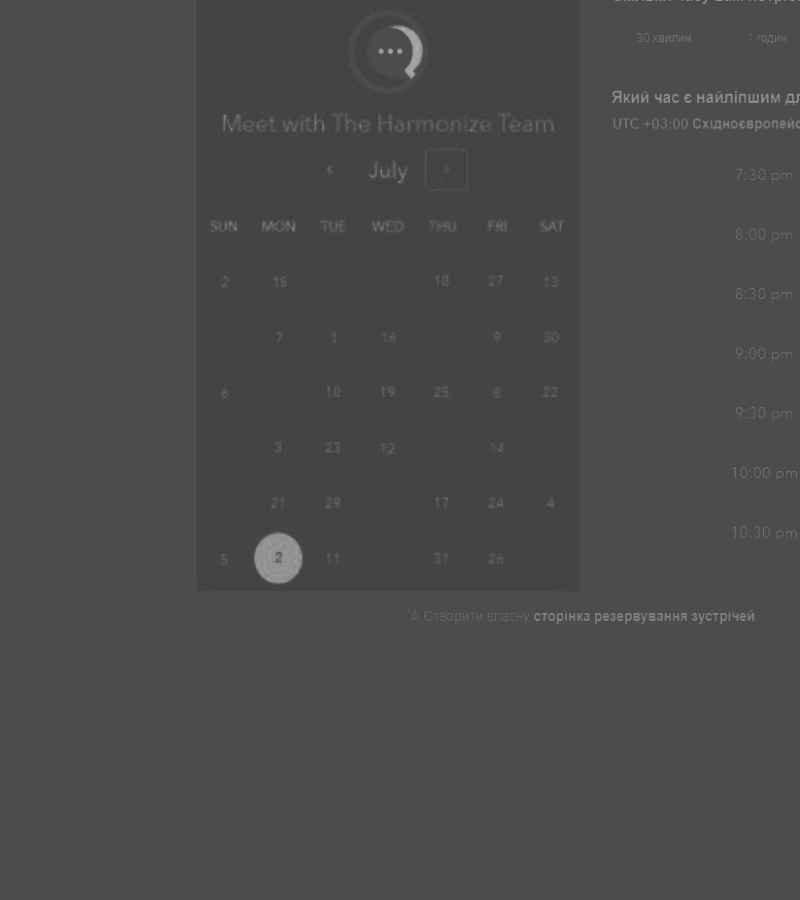 Meet with The Harmonize Team
July
SUN MON TUE WED THU FRI SAT
2 15 18 27 13
7 1 16 9 30
6 10 19 25 8 22
3 23 12 14
21 29 17 24 4
5 2 11 31 26
30 хвилин 1 годин
Який час є найліпшим дл
UTC +03:00 Східноєвропейс
7:30 pm
8:00 pm
8:30 pm
9:00 pm
9:30 pm
10:00 pm
10:30 pm
Створити власну сторінка резервування зустрічей